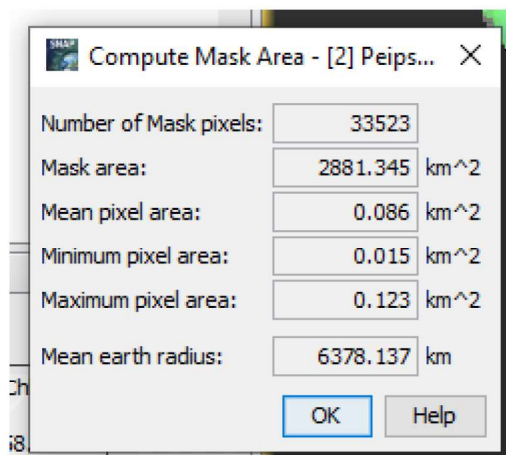 SNAP
Compute Mask Area - [2] Peips...
Number of Mask pixels: 33523
Mask area: 2881.345 km^2
Mean pixel area: 0.086 km^2
Minimum pixel area: 0.015 km^2
Maximum pixel area: 0.123 km^2
Mean earth radius: 6378.137 km
Ch
OK Help
58.